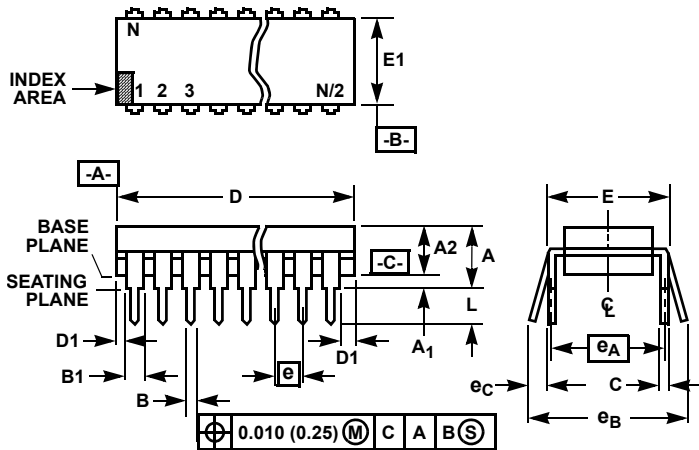 N
E1
INDEX
AREA
1 2 3 N/2
-B-
-A-
D
E
BASE
PLANE
A2
A
-C-
SEATING
PLANE
L
C
L
D1
A1
D1
eA
B1
e
eC
C
B
eB
0.010 (0.25) M C A B S